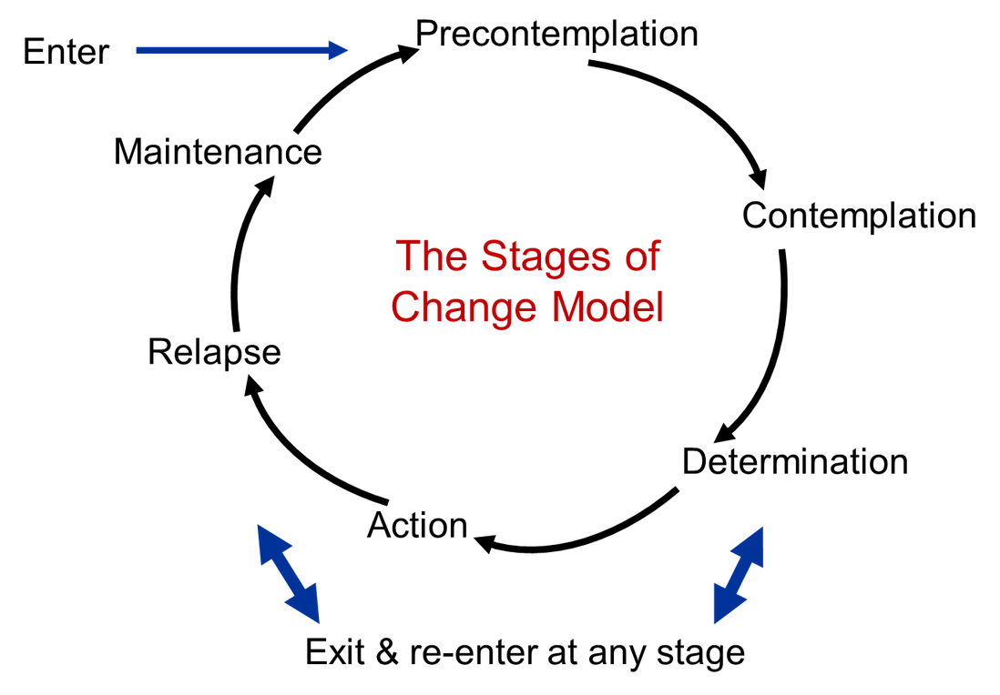 Enter
Precontemplation
Maintenance
Contemplation
The Stages of
Change Model
Relapse
Determination
Action
Exit & re-enter at any stage